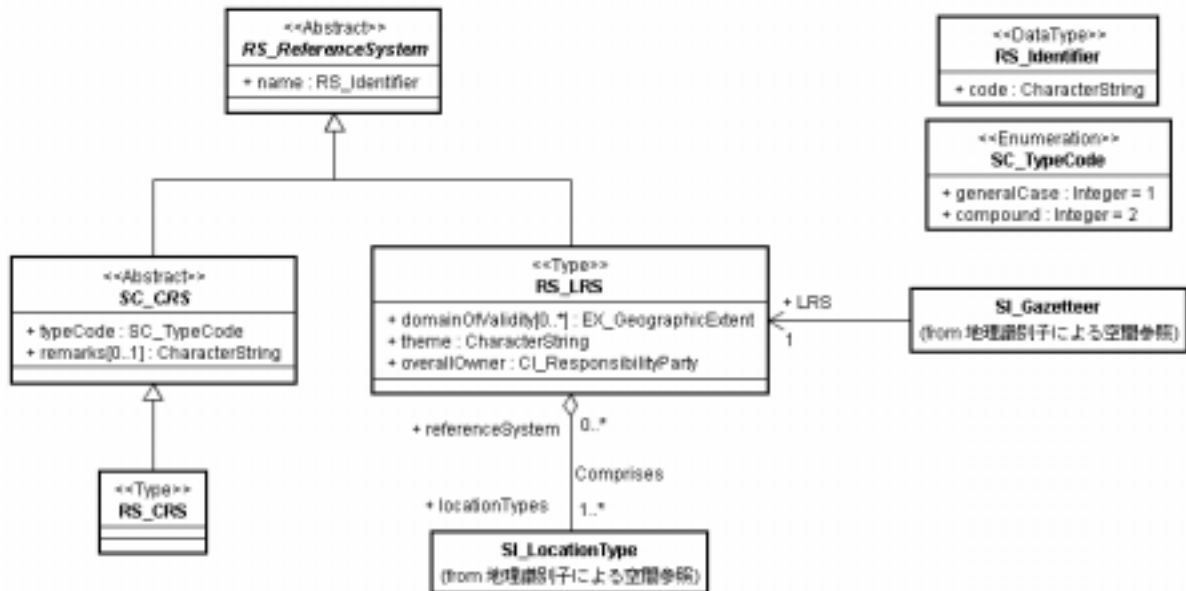 <<Abstract>>
RS_ReferenceSystem
+ name : RS_Identifier
<<DataType>>
RS_Identifier
+ code : CharacterString
<<Enumeration>>
SC_TypeCode
+ generalCase : Integer = 1
+ compound : Integer = 2
<<Abstract>>
SC_CRS
+ typeCode : SC_TypeCode
+ remarks[0..1] : CharacterString
<<Type>>
RS_LRS
+ domainOfValidity[0..*] : EX_GeographicExtent
+ theme : CharacterString
+ overallOwner : CI_ResponsibilityParty
+ LRS
1
SI_Gazetteer
(from 地理識別子による空間参照)
+ referenceSystem
0..*
Comprises
+ locationTypes
1..*
<<Type>>
RS_CRS
SI_LocationType
(from 地理識別子による空間参照)